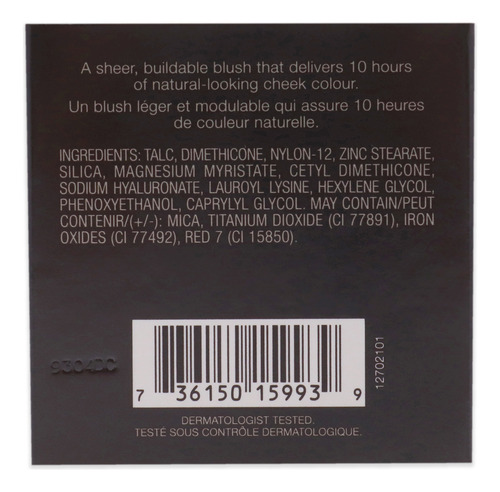 A sheer, buildable blush that delivers 10 hours
of natural-looking cheek colour.
Un blush léger et modulable qui assure 10 heures
de couleur naturelle.
INGREDIENTS: TALC, DIMETHICONE, NYLON-12, ZINC STEARATE,
SILICA, MAGNESIUM MYRISTATE, CETYL DIMETHICONE,
SODIUM HYALURONATE, LAUROYL LYSINE, HEXYLENE GLYCOL,
PHENOXYETHANOL, CAPRYLYL GLYCOL. MAY CONTAIN/PEUT
CONTENIR/(+/-): MICA, TITANIUM DIOXIDE (CI 77891), IRON
OXIDES (CI 77492), RED 7 (CI 15850).
7 36150 15993 9
12702101
DERMATOLOGIST TESTED.
TESTÉ SOUS CONTRÔLE DERMATOLOGIQUE.